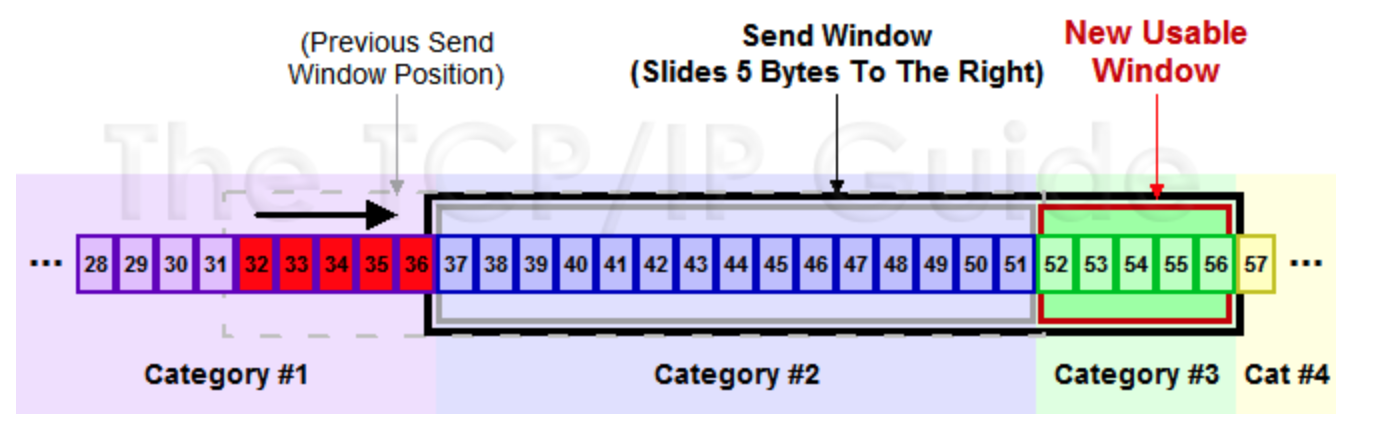 (Previous Send
Window Position)
Send Window
(Slides 5 Bytes To The Right)
New Usable
Window
The TCP/IP Guide
... 28 29 30 31 32 33 34 35 36 37 38 39 40 41 42 43 44 45 46 47 48 49 50 51 52 53 54 55 56 57 ...
Category #1
Category #2
Category #3
Cat #4